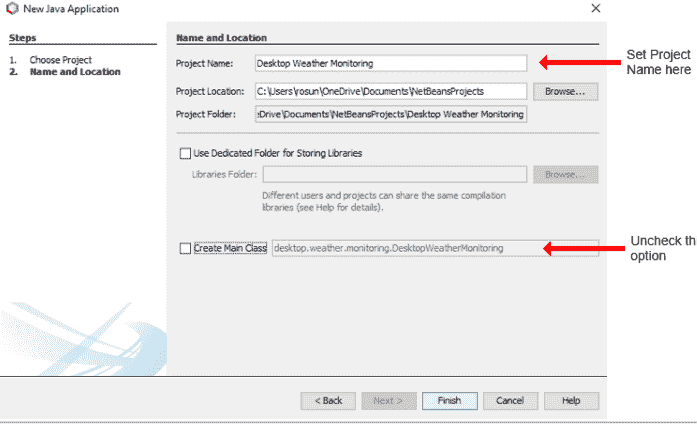 New Java Application
Steps
1. Choose Project
2. Name and Location
Name and Location
Project Name: Desktop Weather Monitoring
Project Location: C:\Users\rosun\OneDrive\Documents\NetBeansProjects Browse...
Project Folder: :Drive\Documents\NetBeansProjects\Desktop Weather Monitoring
Use Dedicated Folder for Storing Libraries
Libraries Folder: Browse...
Different users and projects can share the same compilation
libraries (see Help for details).
Create Main Class desktop.weather.monitoring.DesktopWeatherMonitoring
< Back Next > Finish Cancel Help
Set Project
Name here
Uncheck th
option